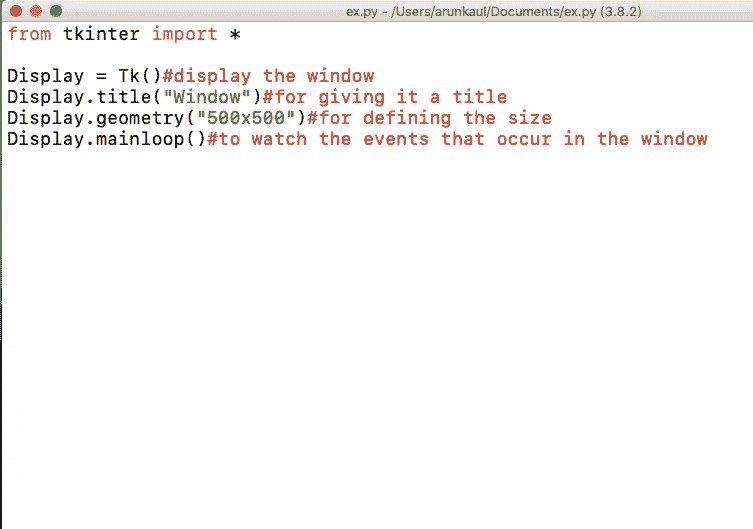 ex.py - /Users/arunkaul/Documents/ex.py (3.8.2)
from tkinter import *
Display = Tk()#display the window
Display.title("Window")#for giving it a title
Display.geometry("500x500")#for defining the size
Display.mainloop()#to watch the events that occur in the window